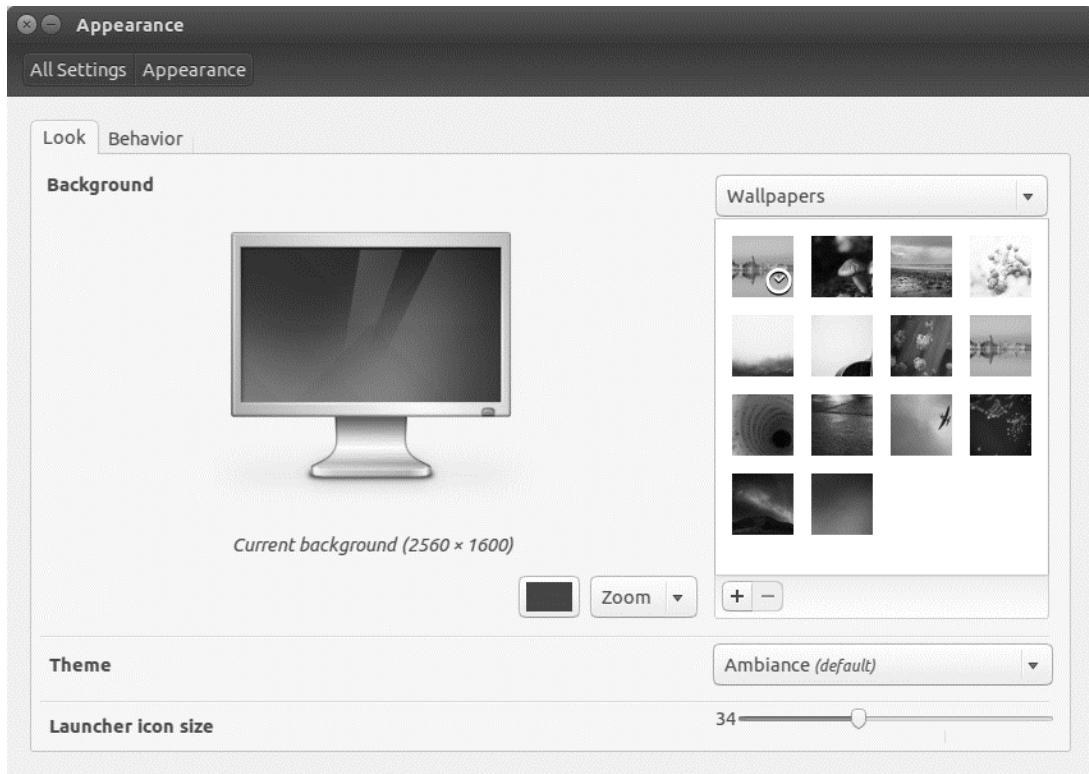 Appearance
All Settings Appearance
Look Behavior
Background
Wallpapers
Current background (2560 × 1600)
Zoom
+ −
Theme
Ambiance (default)
Launcher icon size
34